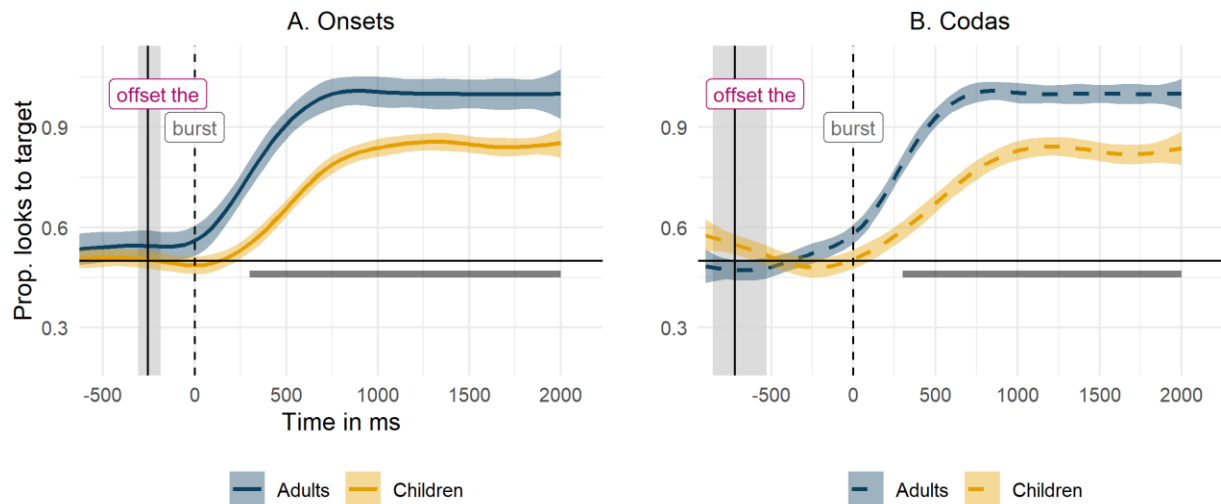 A. Onsets
Prop. looks to target
0.9
0.6
0.3
offset the
burst
-500 0 500 1000 1500 2000
Time in ms
Adults Children
B. Codas
0.9
0.6
0.3
offset the
burst
-500 0 500 1000 1500 2000
Adults Children